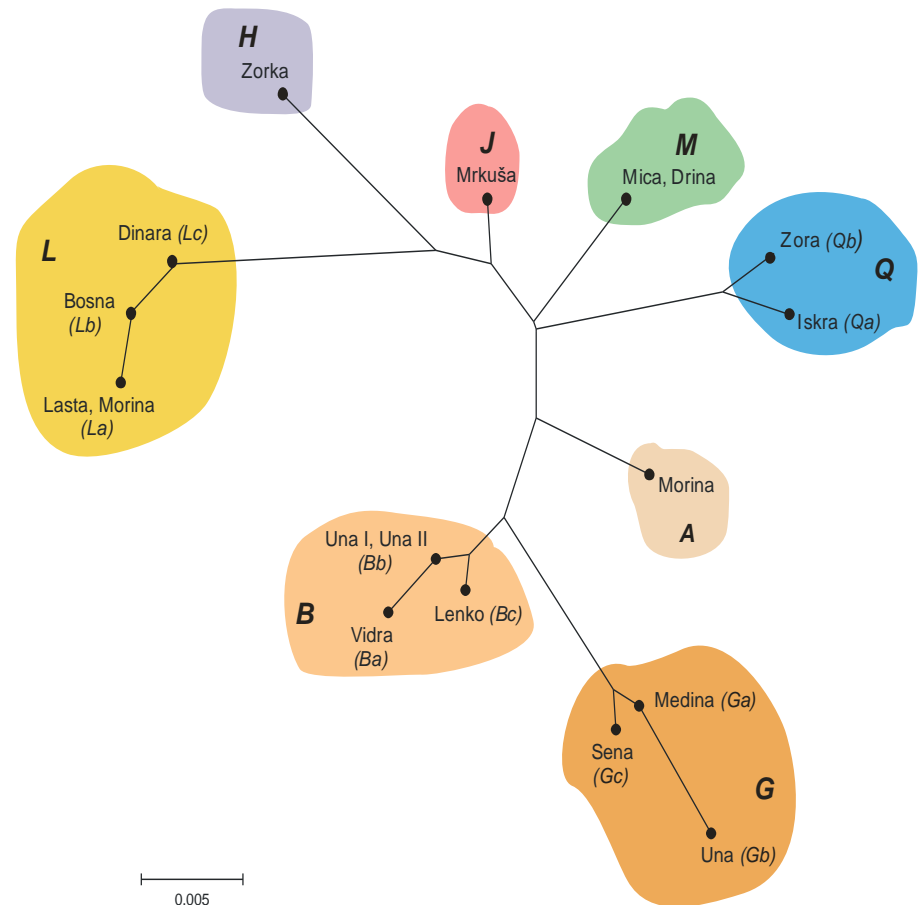 H
Zorka
J
Mrkuša
M
Mica, Drina
L
Dinara (Lc)
Bosna
(Lb)
Lasta, Morina
(La)
Zora (Qb)
Q
Iskra (Qa)
Morina
A
Una I, Una II
(Bb)
B
Lenko (Bc)
Vidra
(Ba)
Medina (Ga)
Sena
(Gc)
G
Una (Gb)
0.005